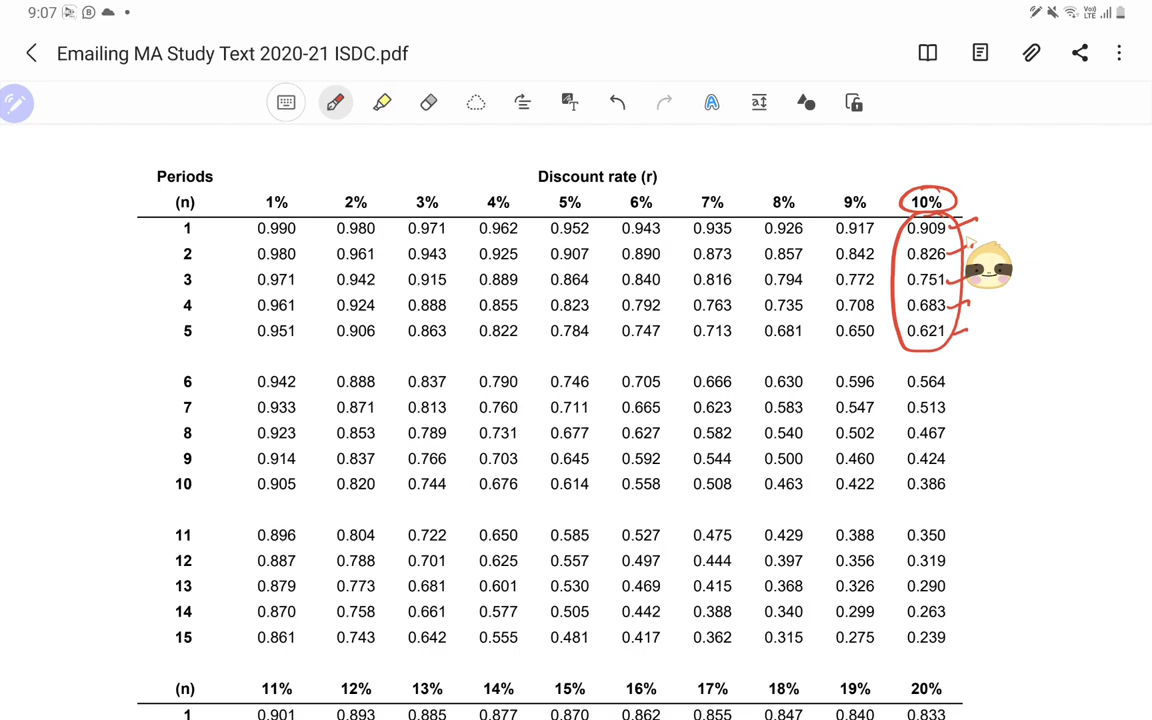 9:07
Emailing MA Study Text 2020-21 ISDC.pdf
Periods Discount rate (r)
(n) 1% 2% 3% 4% 5% 6% 7% 8% 9% 10%
1 0.990 0.980 0.971 0.962 0.952 0.943 0.935 0.926 0.917 0.909
2 0.980 0.961 0.943 0.925 0.907 0.890 0.873 0.857 0.842 0.826
3 0.971 0.942 0.915 0.889 0.864 0.840 0.816 0.794 0.772 0.751
4 0.961 0.924 0.888 0.855 0.823 0.792 0.763 0.735 0.708 0.683
5 0.951 0.906 0.863 0.822 0.784 0.747 0.713 0.681 0.650 0.621
6 0.942 0.888 0.837 0.790 0.746 0.705 0.666 0.630 0.596 0.564
7 0.933 0.871 0.813 0.760 0.711 0.665 0.623 0.583 0.547 0.513
8 0.923 0.853 0.789 0.731 0.677 0.627 0.582 0.540 0.502 0.467
9 0.914 0.837 0.766 0.703 0.645 0.592 0.544 0.500 0.460 0.424
10 0.905 0.820 0.744 0.676 0.614 0.558 0.508 0.463 0.422 0.386
11 0.896 0.804 0.722 0.650 0.585 0.527 0.475 0.429 0.388 0.350
12 0.887 0.788 0.701 0.625 0.557 0.497 0.444 0.397 0.356 0.319
13 0.879 0.773 0.681 0.601 0.530 0.469 0.415 0.368 0.326 0.290
14 0.870 0.758 0.661 0.577 0.505 0.442 0.388 0.340 0.299 0.263
15 0.861 0.743 0.642 0.555 0.481 0.417 0.362 0.315 0.275 0.239
(n) 11% 12% 13% 14% 15% 16% 17% 18% 19% 20%
1 0.901 0.893 0.885 0.877 0.870 0.862 0.855 0.847 0.840 0.833